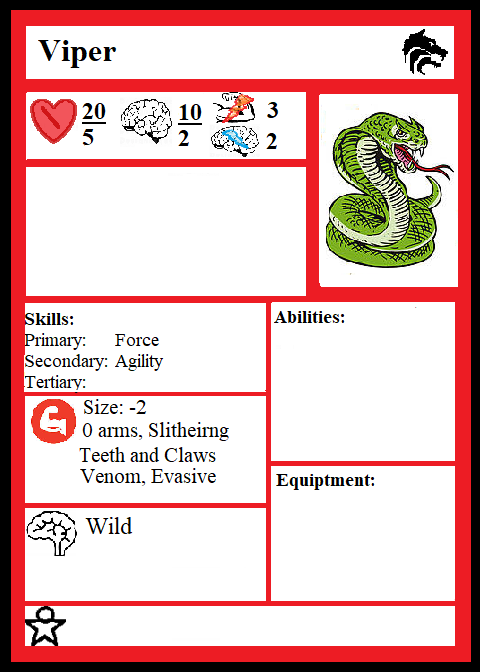 Viper
20
5
10
2
3
2
Skills:
Primary: Force
Secondary: Agility
Tertiary:
Abilities:
Size: -2
0 arms, Slitheirng
Teeth and Claws
Venom, Evasive
Equiptment:
Wild